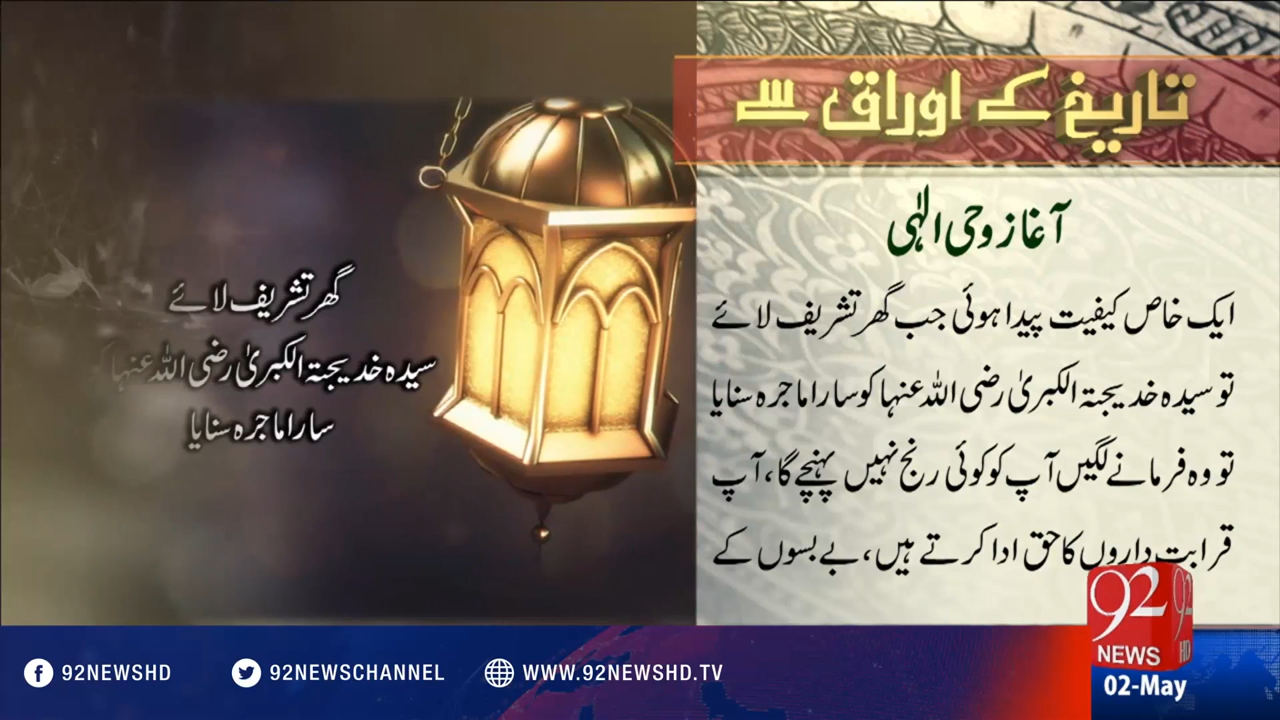 تاریخ کے اوراق سے
آغاز وحی الٰہی
ایک خاص کیفیت پیدا ہوئی جب گھر تشریف لائے
تو سیدہ خدیجتہ الکبریٰ رضی اللہ عنہا کو سارا ماجرہ سنایا
تو وہ فرمانے لگیں آپ کو کوئی رنج نہیں پہنچے گا، آپ
قرابت داروں کا حق ادا کرتے ہیں، بے بسوں کے
گھر تشریف لائے
سیدہ خدیجتہ الکبریٰ رضی اللہ عنہا
سارا ماجرہ سنایا
92NEWSHD
92NEWSCHANNEL
WWW.92NEWSHD.TV
92
NEWS HD
02-May